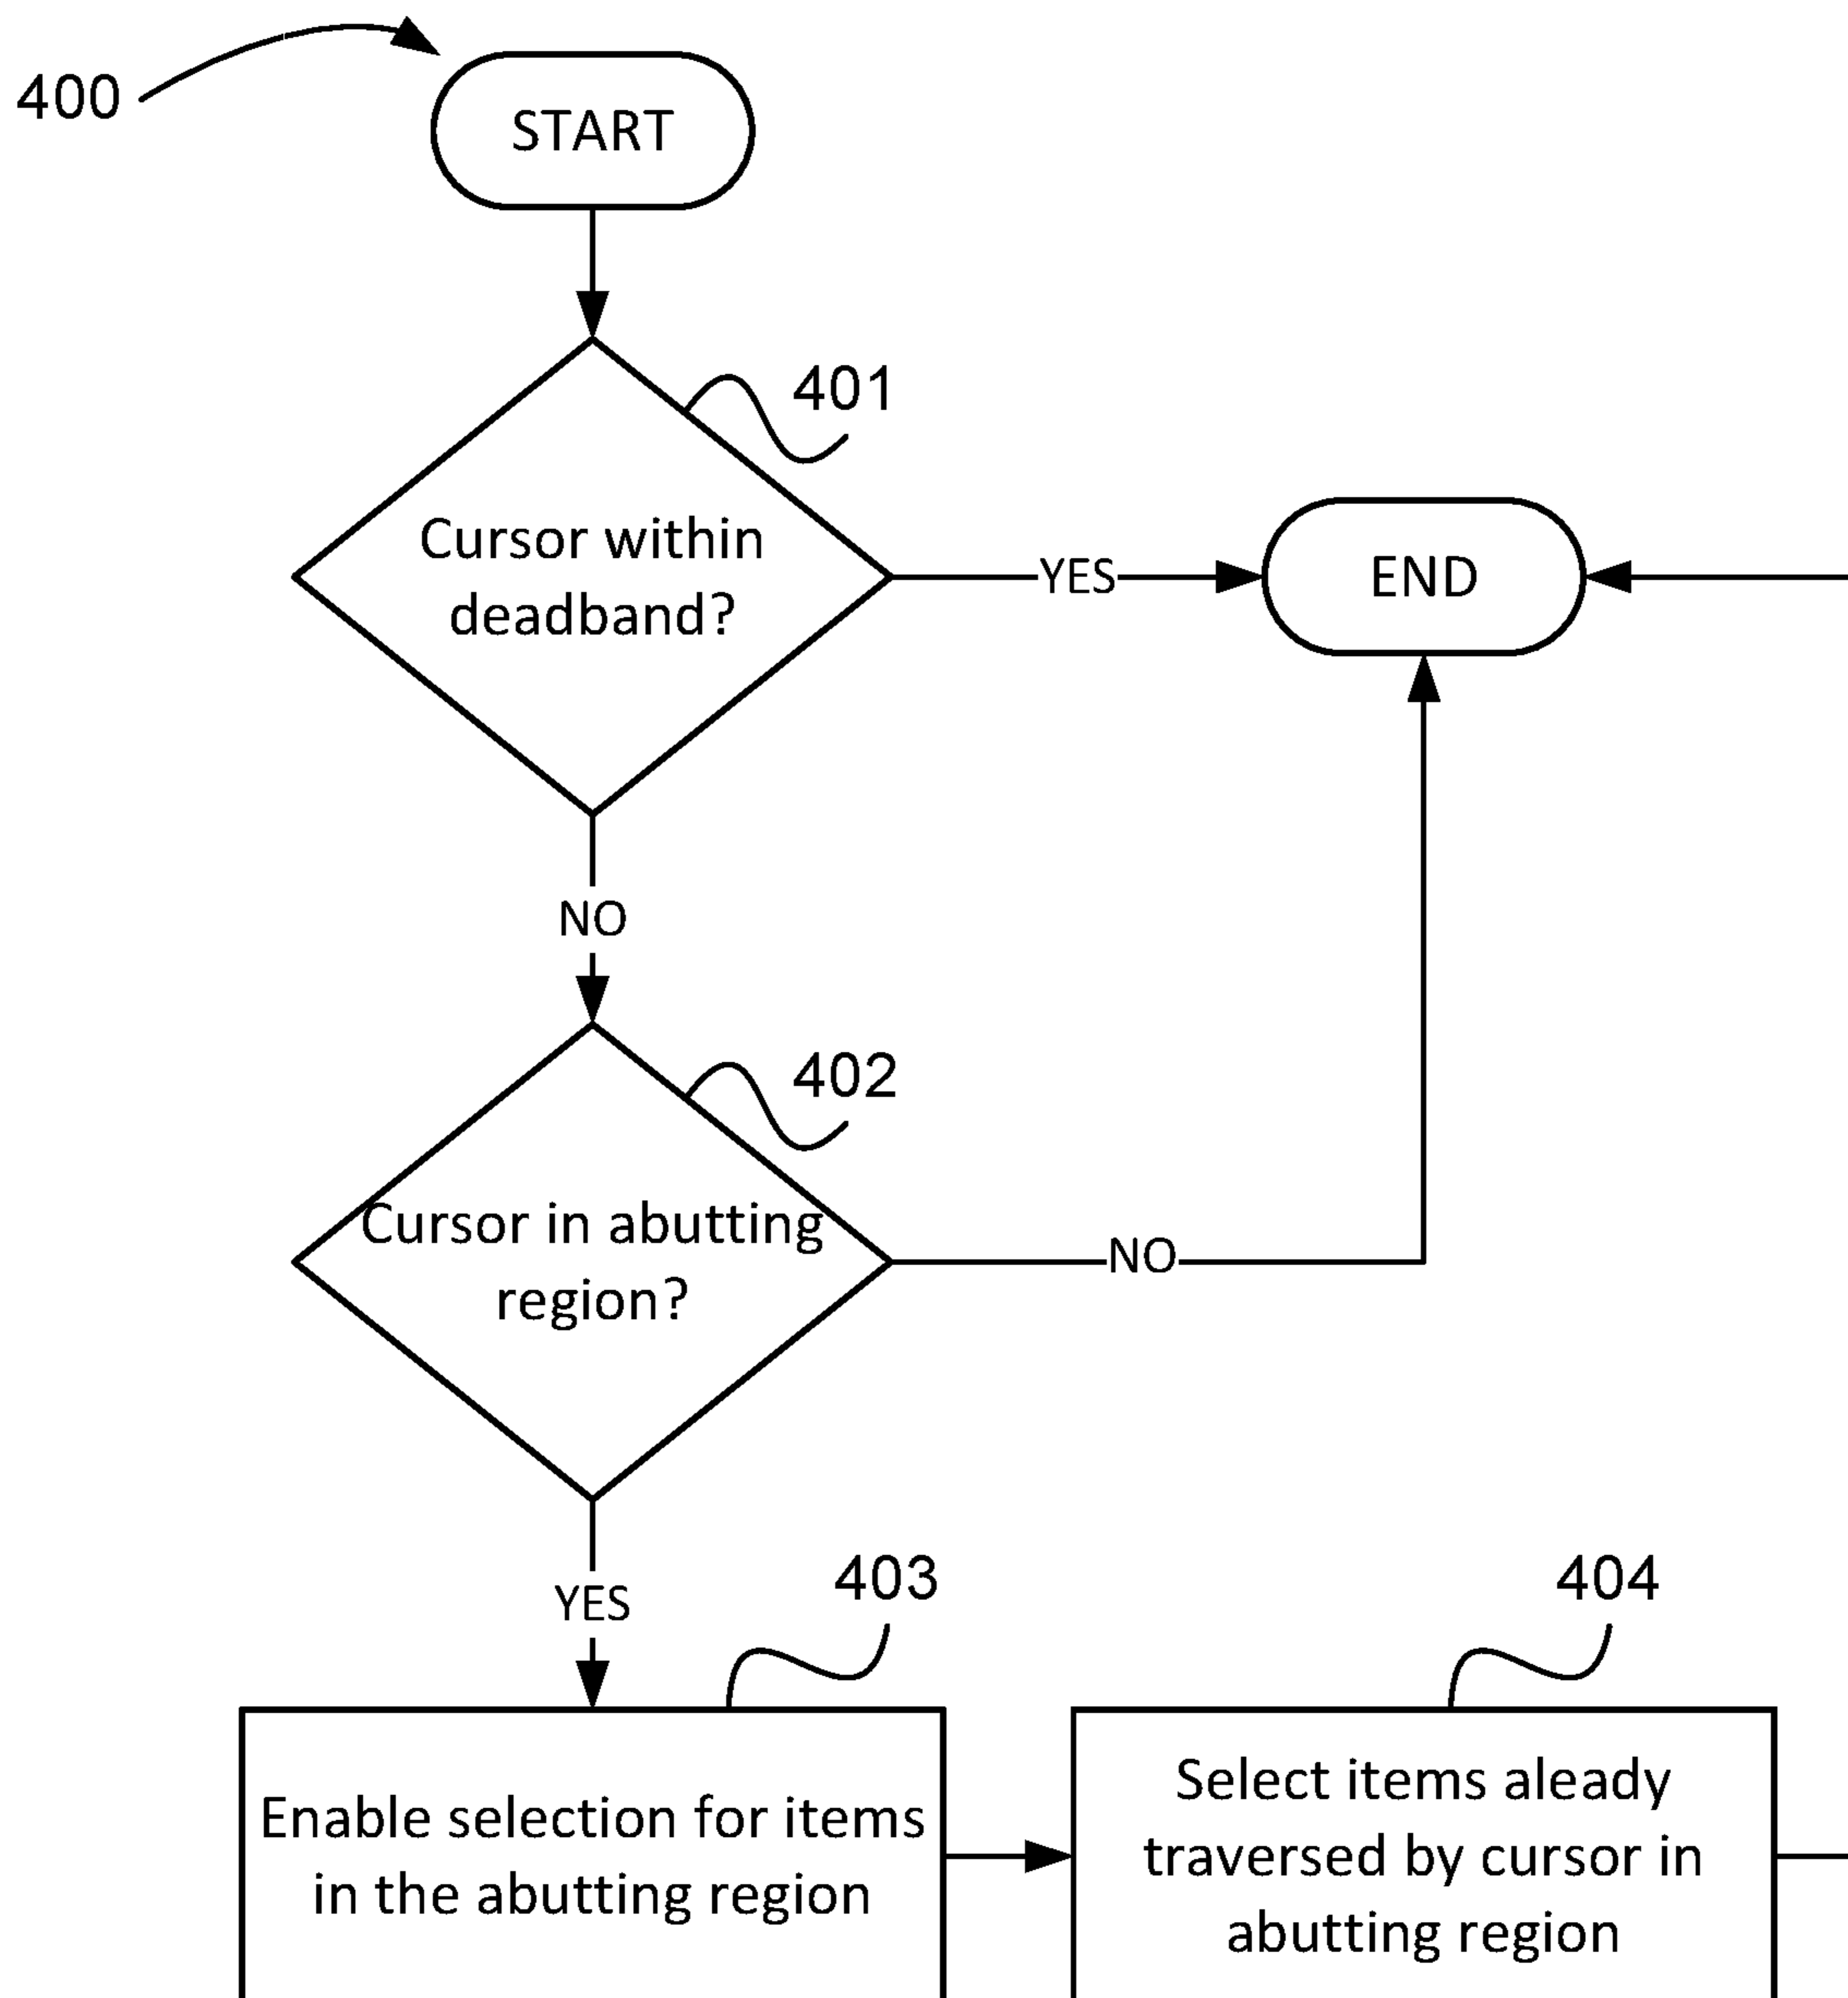 400
START
401
Cursor within
deadband?
YES
END
NO
402
Cursor in abutting
region?
NO
YES
403
404
Enable selection for items
in the abutting region
Select items aleady
traversed by cursor in
abutting region